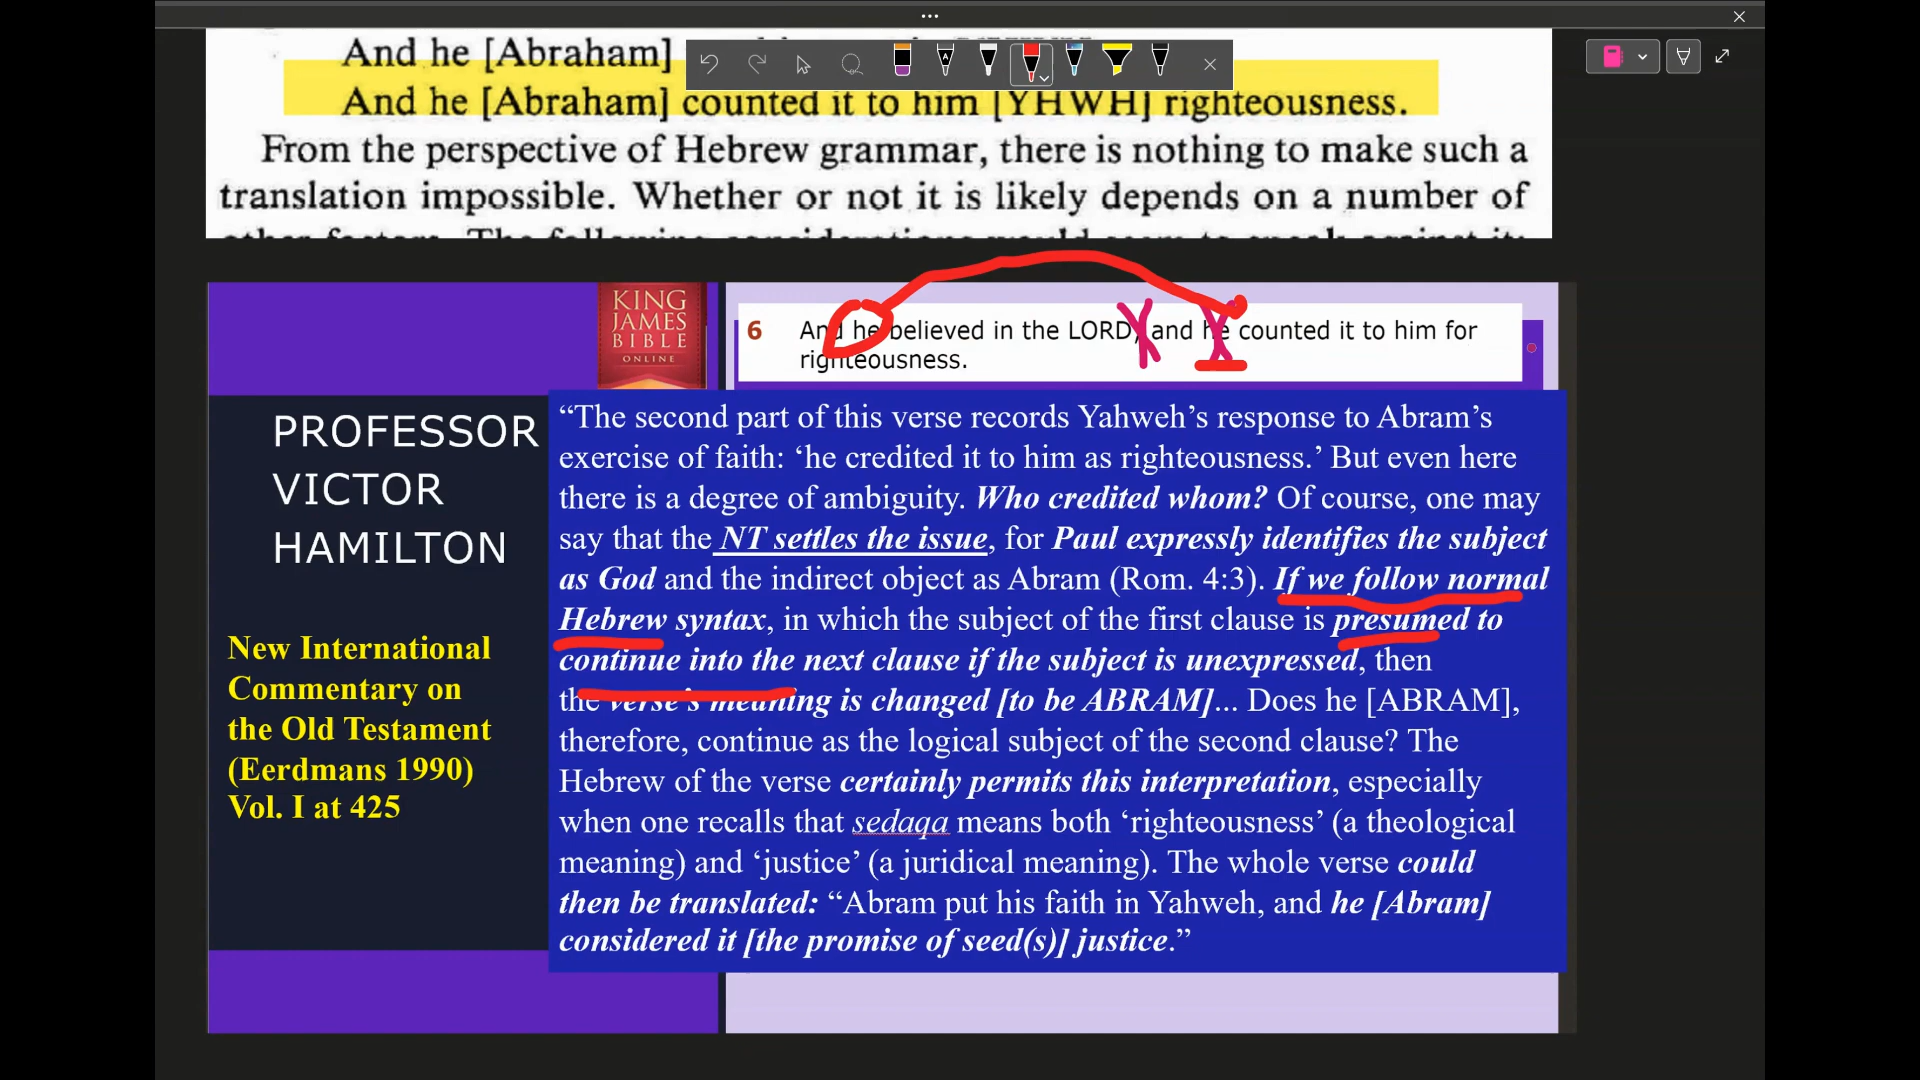 And he [Abraham]
And he [Abraham] counted it to him [YHWH] righteousness.
From the perspective of Hebrew grammar, there is nothing to make such a
translation impossible. Whether or not it is likely depends on a number of
KING
JAMES
BIBLE
ONLINE
6 And he believed in the LORD, and he counted it to him for
righteousness.
PROFESSOR
VICTOR
HAMILTON
New International
Commentary on
the Old Testament
(Eerdmans 1990)
Vol. I at 425
“The second part of this verse records Yahweh’s response to Abram’s
exercise of faith: ‘he credited it to him as righteousness.’ But even here
there is a degree of ambiguity. Who credited whom? Of course, one may
say that the NT settles the issue, for Paul expressly identifies the subject
as God and the indirect object as Abram (Rom. 4:3). If we follow normal
Hebrew syntax, in which the subject of the first clause is presumed to
continue into the next clause if the subject is unexpressed, then
the verse’s meaning is changed [to be ABRAM]... Does he [ABRAM],
therefore, continue as the logical subject of the second clause? The
Hebrew of the verse certainly permits this interpretation, especially
when one recalls that sedaqa means both ‘righteousness’ (a theological
meaning) and ‘justice’ (a juridical meaning). The whole verse could
then be translated: “Abram put his faith in Yahweh, and he [Abram]
considered it [the promise of seed(s)] justice.”